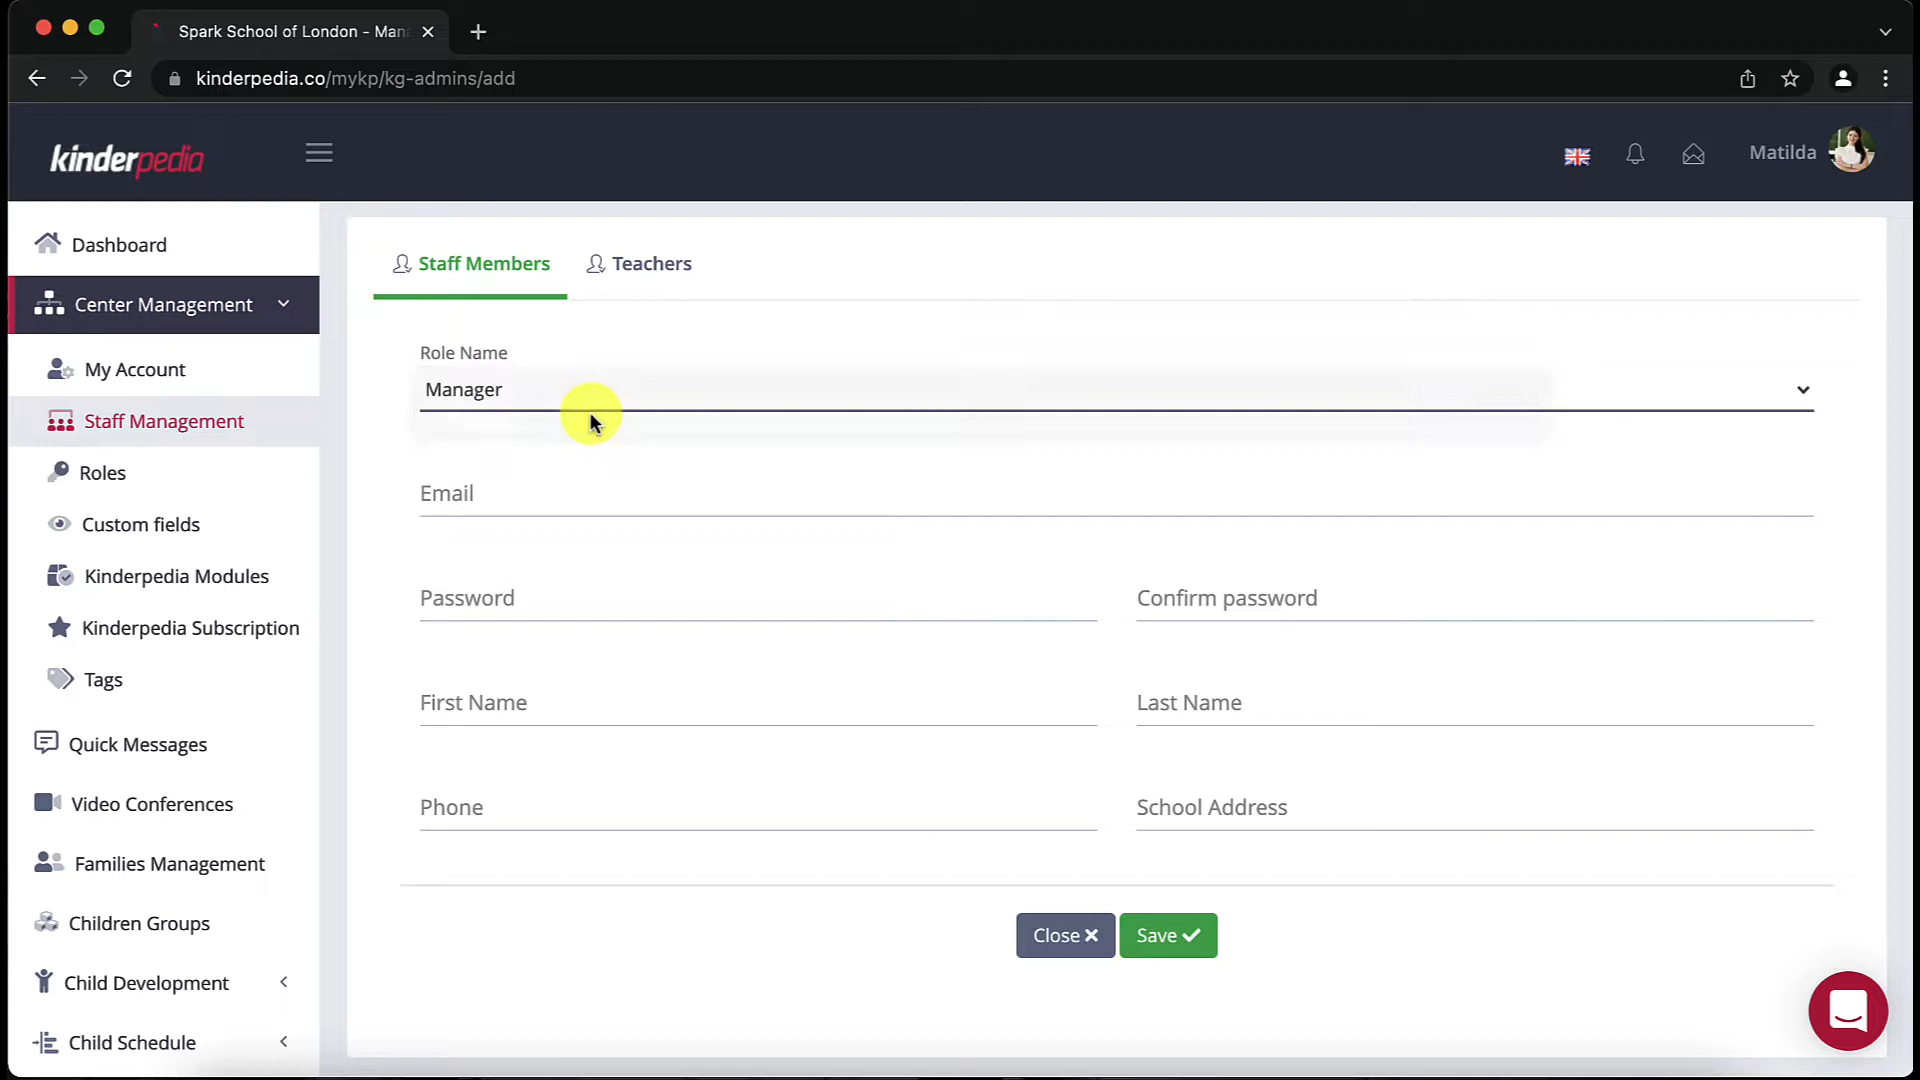 Spark School of London - Man
kinderpedia.co/mykp/kg-admins/add
kinderpedia
Matilda
Dashboard
Center Management
My Account
Staff Management
Roles
Custom fields
Kinderpedia Modules
Kinderpedia Subscription
Tags
Quick Messages
Video Conferences
Families Management
Children Groups
Child Development
Child Schedule
Staff Members
Teachers
Role Name
Manager
Email
Password
Confirm password
First Name
Last Name
Phone
School Address
Close
Save